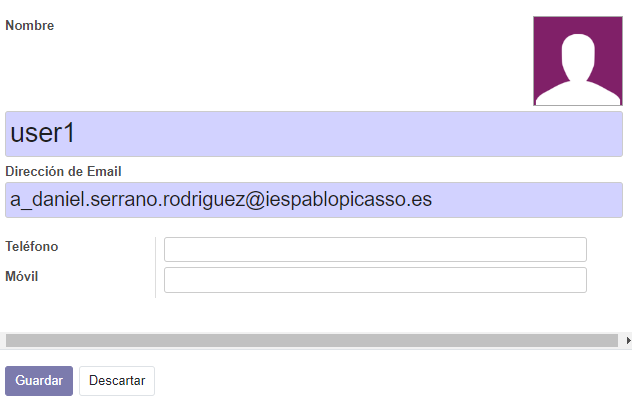 Nombre
user1
Dirección de Email
a_daniel.serrano.rodriguez@iespablopicasso.es
Teléfono
Móvil
Guardar Descartar